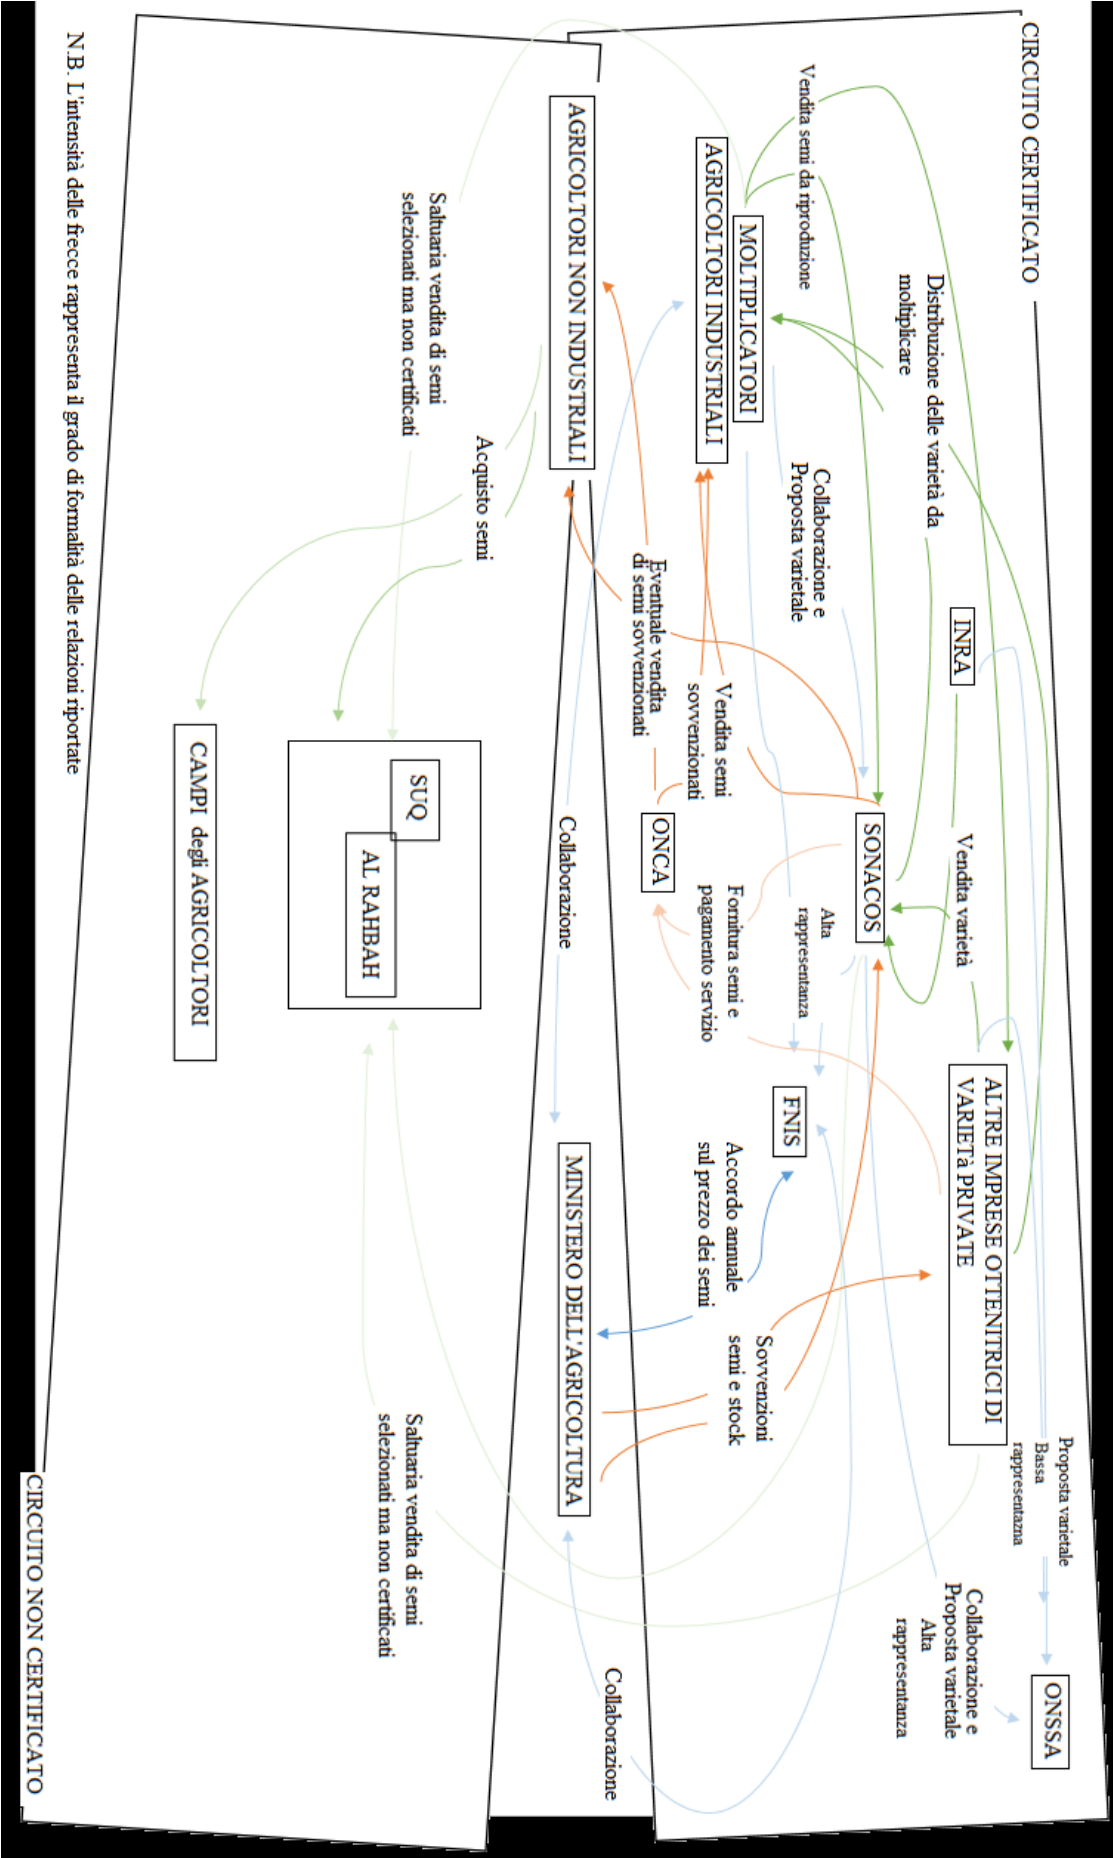 CIRCUITO CERTIFICATO
Proposta varietale
Bassa
rappresentazna
ONSSA
ALTRE IMPRESE OTTENITRICI DI
VARIETà PRIVATE
INRA
Vendita varietà
Collaborazione e
Proposta varietale
Alta
rappresentanza
Distribuzione delle varietà da
moltiplicare
SONACOS
Vendita semi da riproduzione
Collaborazione e
Proposta varietale
Alta
rappresentanza
FNIS
MOLTIPLICATORI
AGRICOLTORI INDUSTRIALI
Vendita semi
sovvenzionati
Fornitura semi e
pagamento servizio
Accordo annuale
sul prezzo dei semi
Sovvenzioni
semi e stock
Eventuale vendita
di semi sovvenzionati
ONCA
Collaborazione
AGRICOLTORI NON INDUSTRIALI
Collaborazione
MINISTERO DELL'AGRICOLTURA
Acquisto semi
Saltuaria vendita di semi
selezionati ma non certificati
SUQ
AL RAHBAH
Saltuaria vendita di semi
selezionati ma non certificati
CAMPI degli AGRICOLTORI
N.B. L'intensità delle frecce rappresenta il grado di formalità delle relazioni riportate
CIRCUITO NON CERTIFICATO